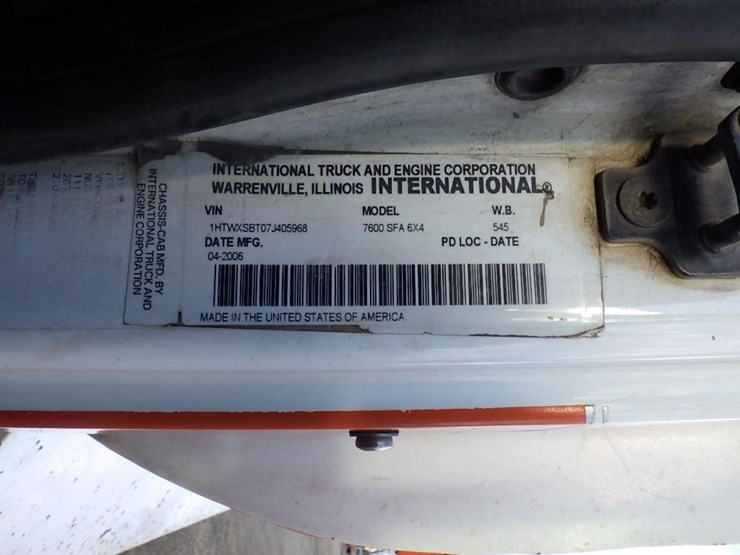 INTERNATIONAL TRUCK AND ENGINE CORPORATION
WARRENVILLE, ILLINOIS INTERNATIONAL®
VIN MODEL W.B.
1HTWXSBT07J405968 7600 SFA 6X4 545
DATE MFG. PD LOC - DATE
04-2006
MADE IN THE UNITED STATES OF AMERICA
CHASSIS-CAB MFD. BY
INTERNATIONAL TRUCK AND
ENGINE CORPORATION